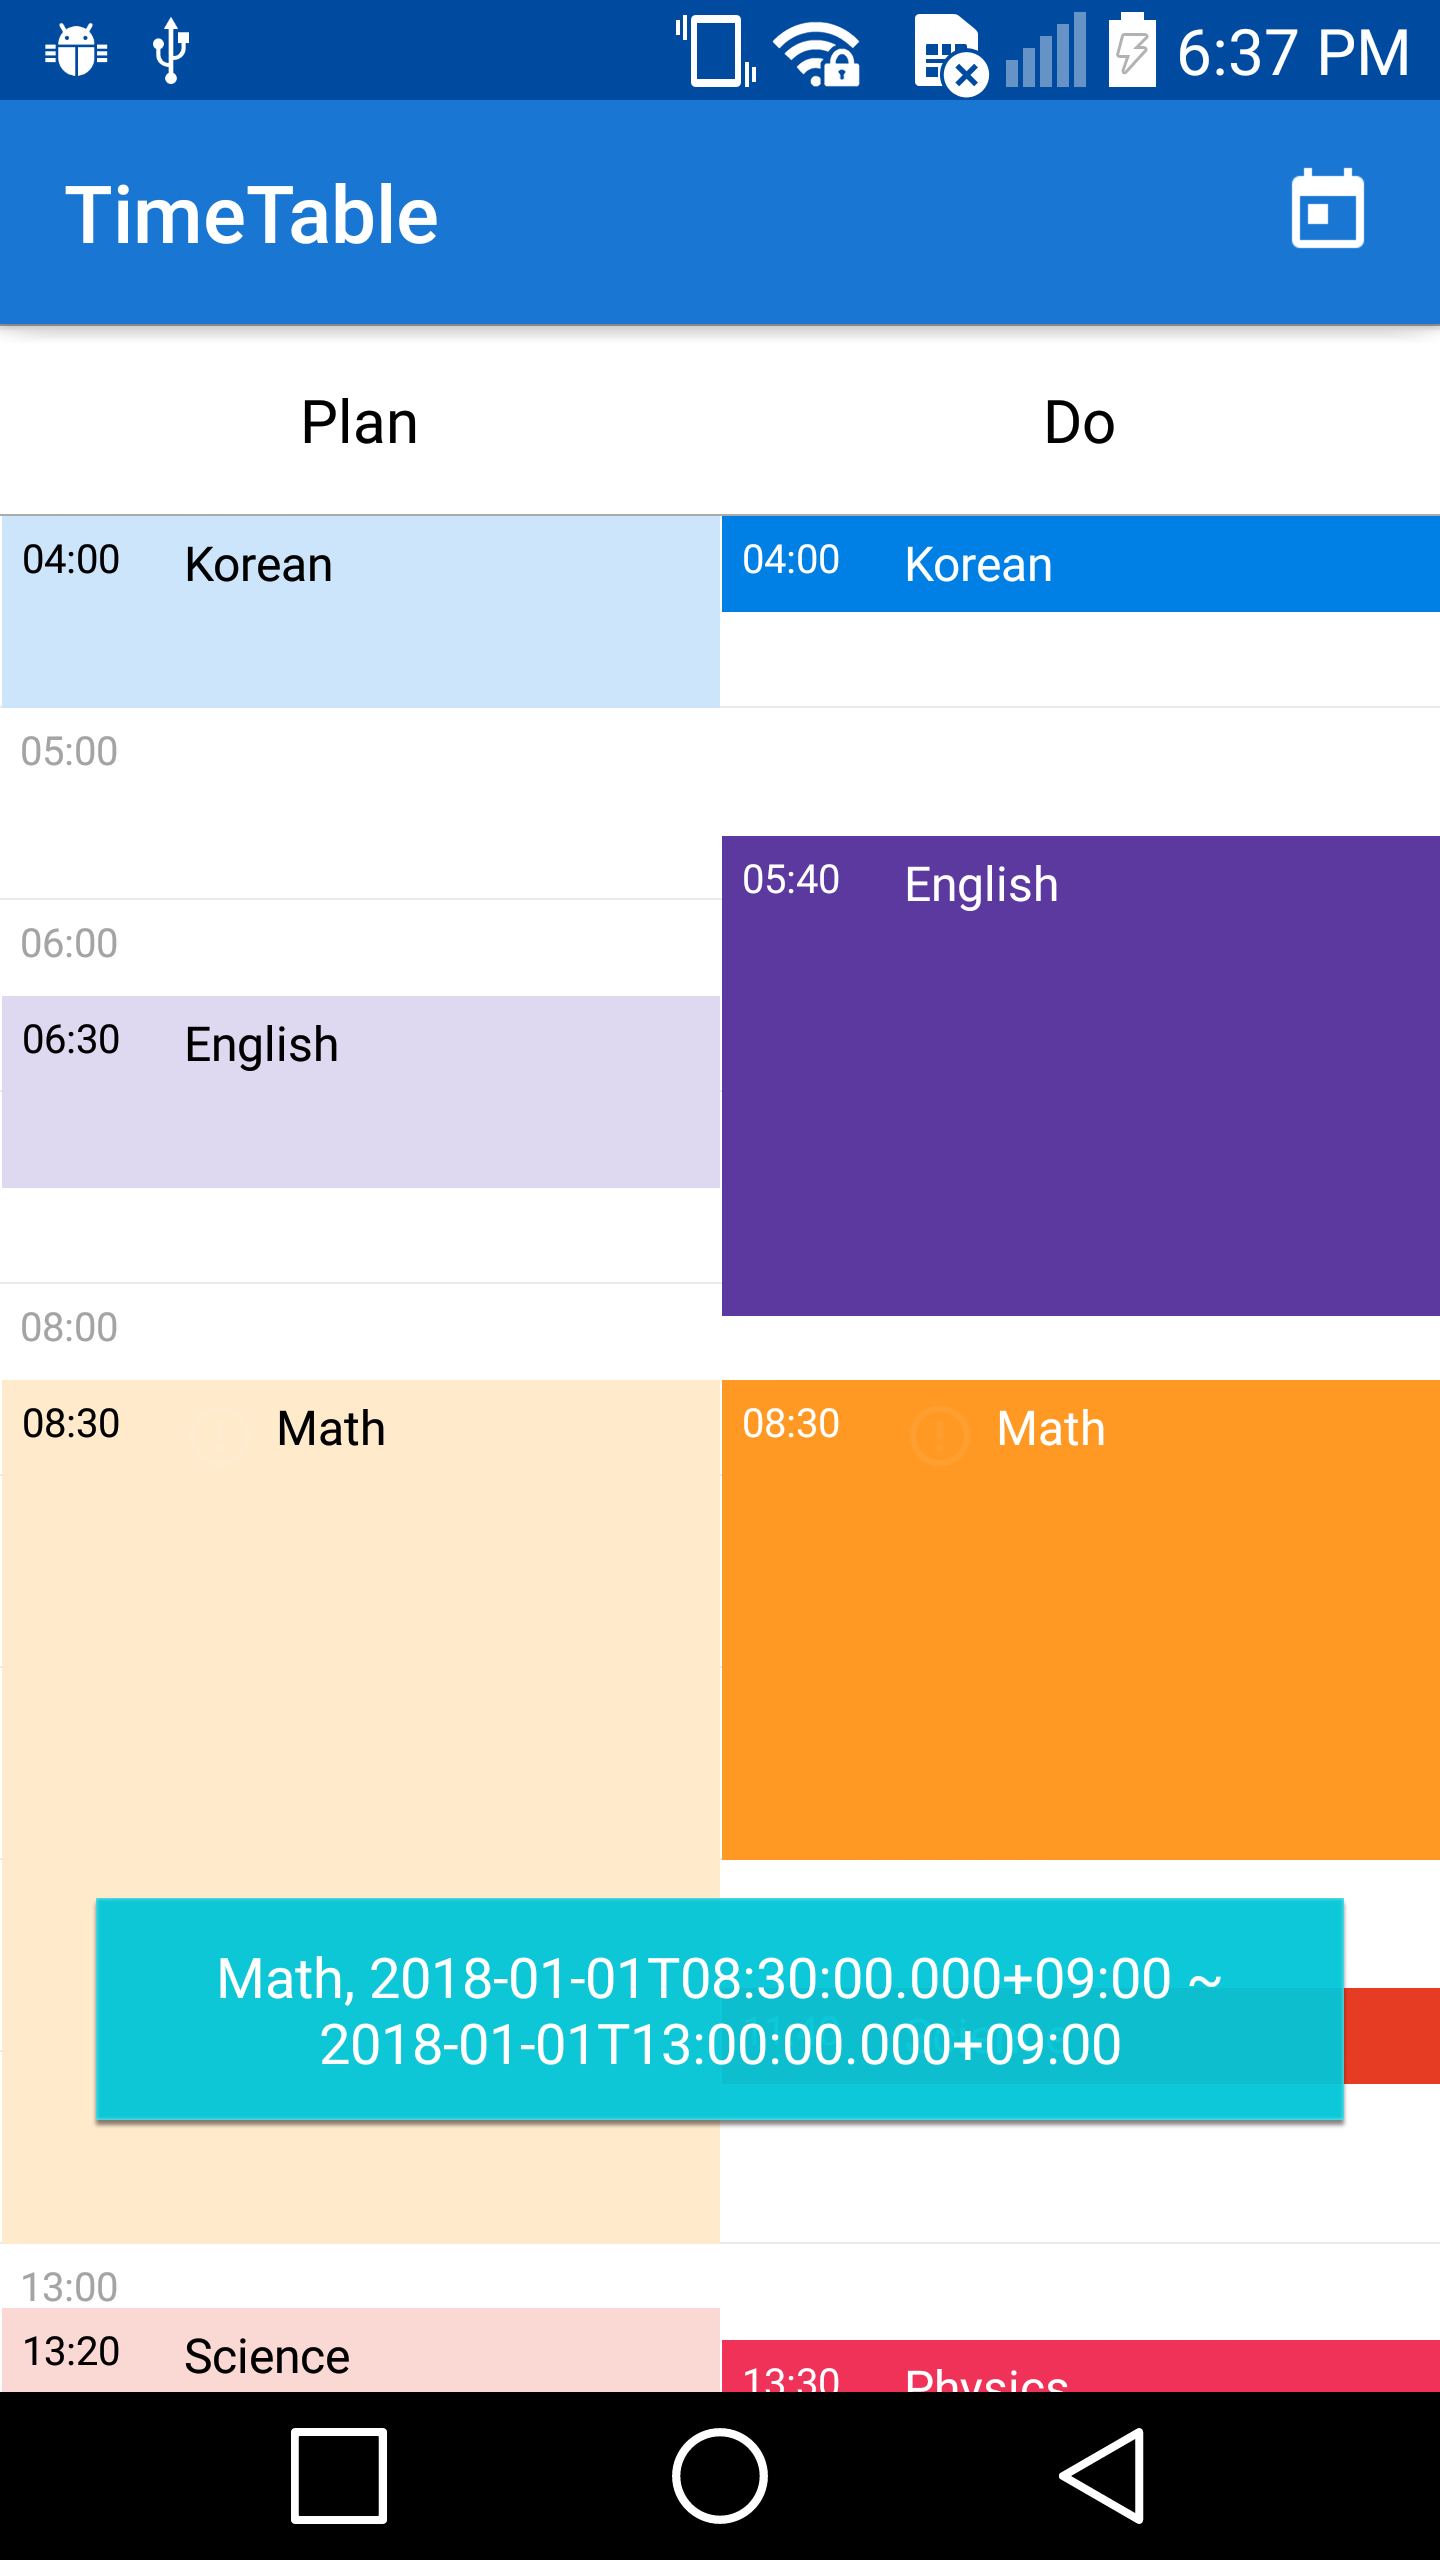 6:37 PM
TimeTable
Plan Do
04:00 Korean 04:00 Korean
05:00
05:40 English
06:00
06:30 English
08:00
08:30 Math 08:30 Math
Math, 2018-01-01T08:30:00.000+09:00 ~
2018-01-01T13:00:00.000+09:00
13:00
13:20 Science
13:30 Physics